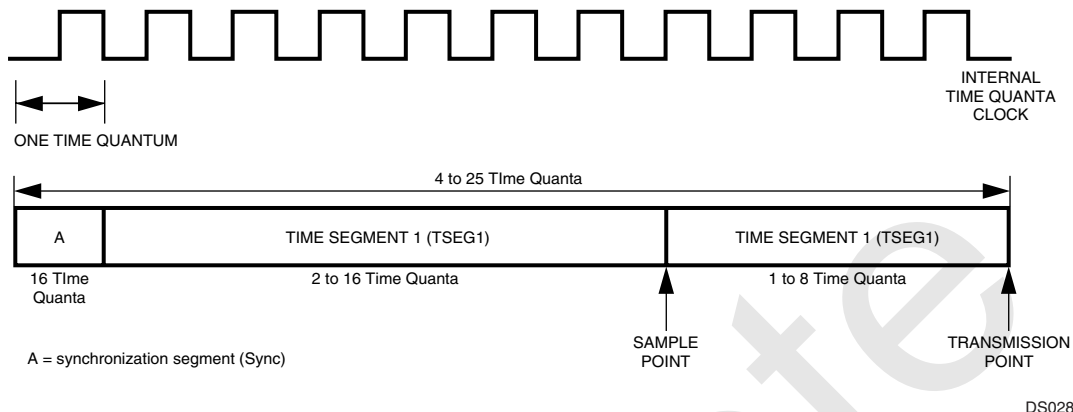 INTERNAL
TIME QUANTA
CLOCK
ONE TIME QUANTUM
4 to 25 TIme Quanta
A
TIME SEGMENT 1 (TSEG1)
TIME SEGMENT 1 (TSEG1)
16 TIme
Quanta
2 to 16 Time Quanta
1 to 8 Time Quanta
A = synchronization segment (Sync)
SAMPLE
POINT
TRANSMISSION
POINT
DS028